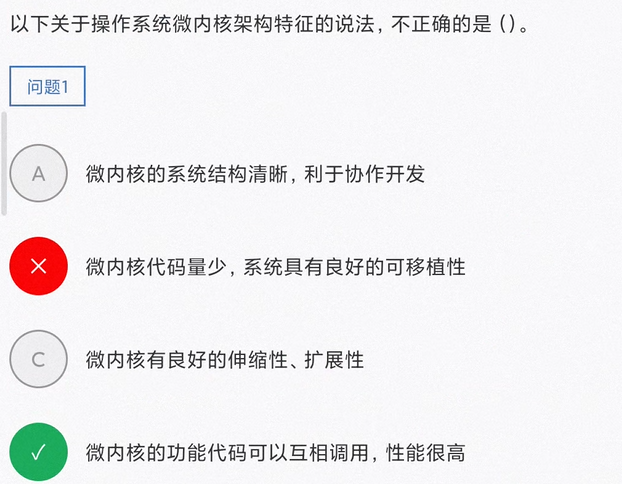 以下关于操作系统微内核架构特征的说法，不正确的是（）。
问题1
A 微内核的系统结构清晰，利于协作开发
微内核代码量少，系统具有良好的可移植性
C 微内核有良好的伸缩性、扩展性
微内核的功能代码可以互相调用，性能很高